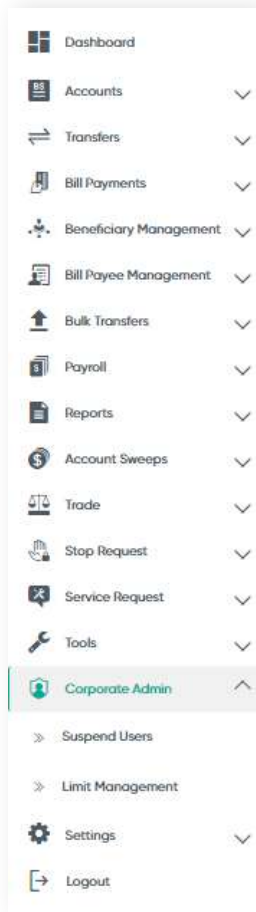 Dashboard
BS
Accounts
Transfers
Bill Payments
Beneficiary Management
Bill Payee Management
Bulk Transfers
$ Payroll
Reports
$ Account Sweeps
Trade
Stop Request
Service Request
Tools
Corporate Admin
Suspend Users
Limit Management
Settings
Logout